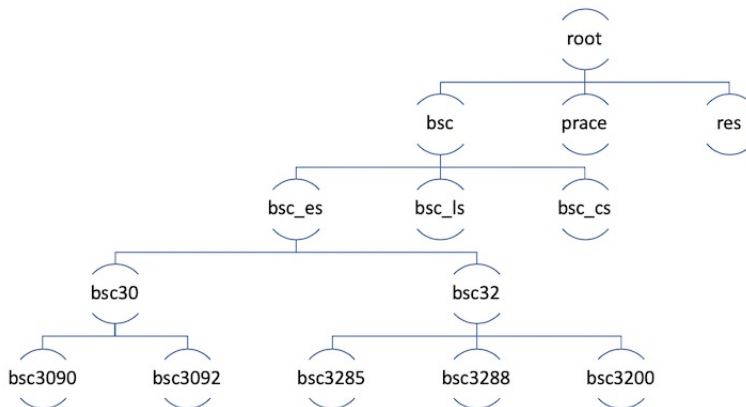 root
bsc prace res
bsc_es bsc_ls bsc_cs
bsc30 bsc32
bsc3090 bsc3092 bsc3285 bsc3288 bsc3200